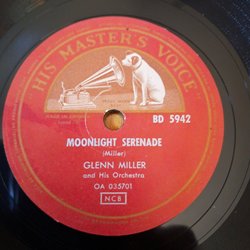 HIS MASTER'S VOICE
BD 5942
MOONLIGHT SERENADE
(Miller)
GLENN MILLER
and His Orchestra
OA 035701
NCB